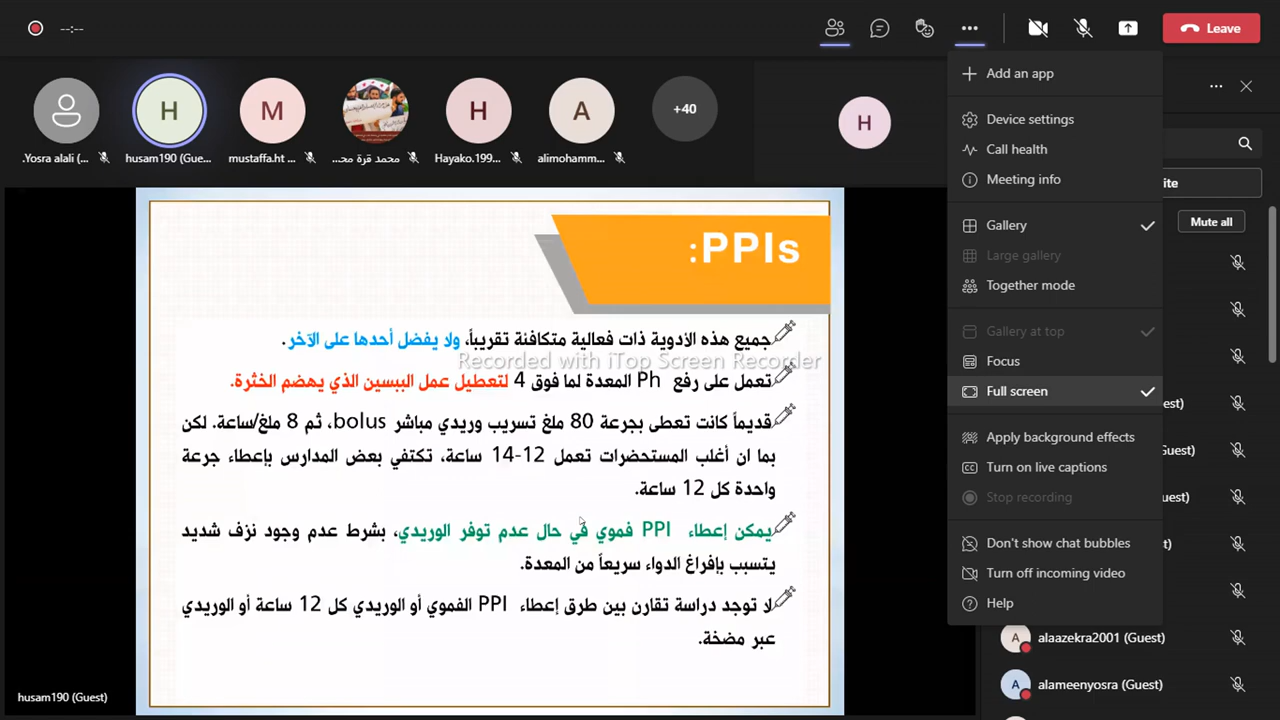 --:--
Leave
Add an app
Device settings
Call health
Meeting info
Gallery
Large gallery
Together mode
Gallery at top
Focus
Full screen
Apply background effects
Turn on live captions
Stop recording
Don't show chat bubbles
Turn off incoming video
Help
H
M
H
A
+40
H
.Yosra alali (...
husam190 (Gue...
mustaffa.ht ...
محمد قرة مح...
Hayako.199...
alimohamm...
ite
Mute all
PPIs:
جميع هذه الأدوية ذات فعالية متكافئة تقريباً، ولا يفضل أحدها على الآخر.
Recorded with iTop Screen Recorder
تعمل على رفع Ph المعدة لما فوق 4 لتعطيل عمل الببسين الذي يهضم الخثرة.
قديماً كانت تعطى بجرعة 80 ملغ تسريب وريدي مباشر bolus، ثم 8 ملغ/ساعة. لكن
بما ان أغلب المستحضرات تعمل 12-14 ساعة، تكتفي بعض المدارس بإعطاء جرعة
واحدة كل 12 ساعة.
يمكن إعطاء PPI فموي في حال عدم توفر الوريدي، بشرط عدم وجود نزف شديد
يتسبب بإفراغ الدواء سريعاً من المعدة.
لا توجد دراسة تقارن بين طرق إعطاء PPI الفموي أو الوريدي كل 12 ساعة أو الوريدي
عبر مضخة.
husam190 (Guest)
est)
Guest)
uest)
t)
A
alaazekra2001 (Guest)
A
alameenyosra (Guest)